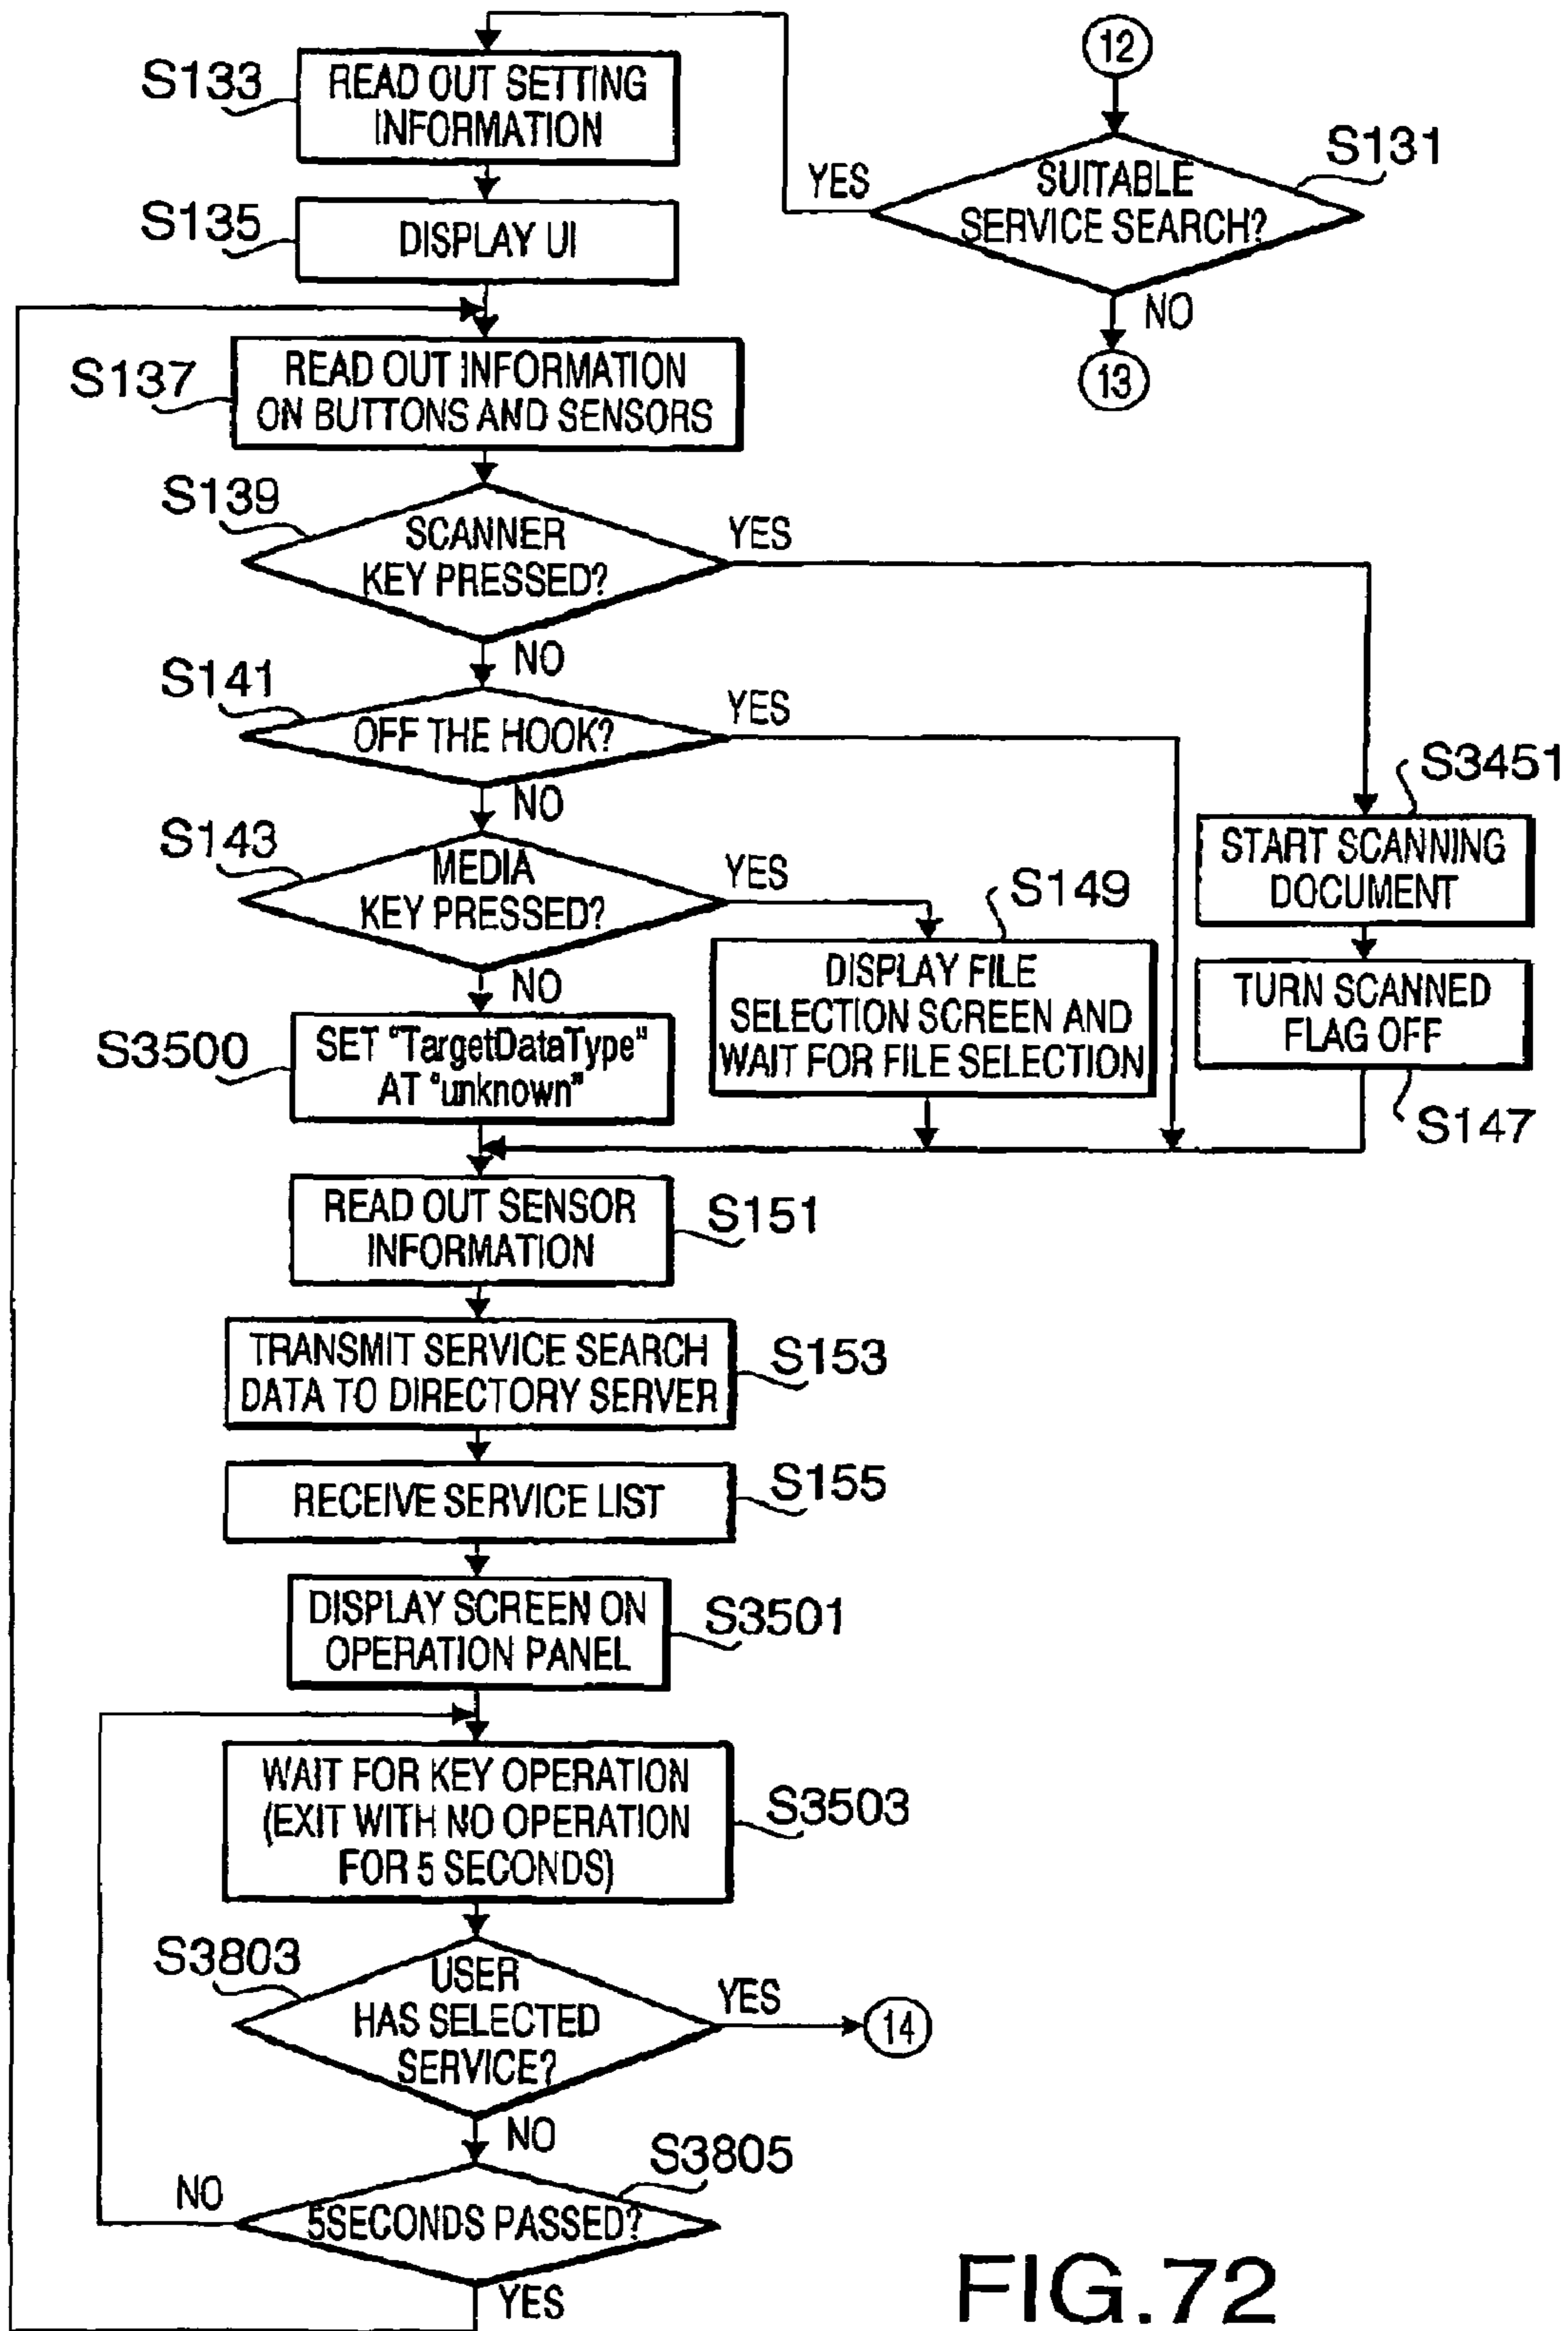 12
S131
SUITABLE
SERVICE SEARCH?
YES
NO
13
S133
READ OUT SETTING
INFORMATION
S135
DISPLAY UI
S137
READ OUT INFORMATION
ON BUTTONS AND SENSORS
S139
SCANNER
KEY PRESSED?
YES
NO
S141
OFF THE HOOK?
YES
NO
S143
MEDIA
KEY PRESSED?
YES
NO
S149
DISPLAY FILE
SELECTION SCREEN AND
WAIT FOR FILE SELECTION
S3451
START SCANNING
DOCUMENT
TURN SCANNED
FLAG OFF
S147
S3500
SET "TargetDataType"
AT "unknown"
READ OUT SENSOR
INFORMATION
S151
TRANSMIT SERVICE SEARCH
DATA TO DIRECTORY SERVER
S153
RECEIVE SERVICE LIST
S155
DISPLAY SCREEN ON
OPERATION PANEL
S3501
WAIT FOR KEY OPERATION
(EXIT WITH NO OPERATION
FOR 5 SECONDS)
S3503
S3803
USER
HAS SELECTED
SERVICE?
YES
14
NO
S3805
5SECONDS PASSED?
NO
YES
FIG.72